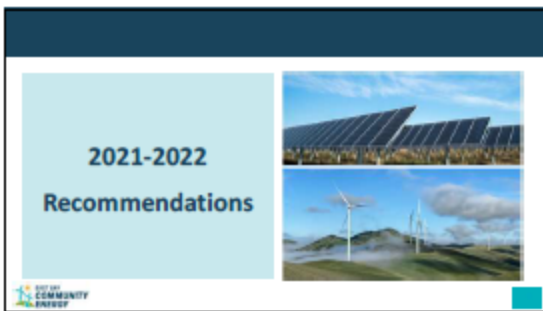 2021-2022
Recommendations
EAST BAY
COMMUNITY
ENERGY